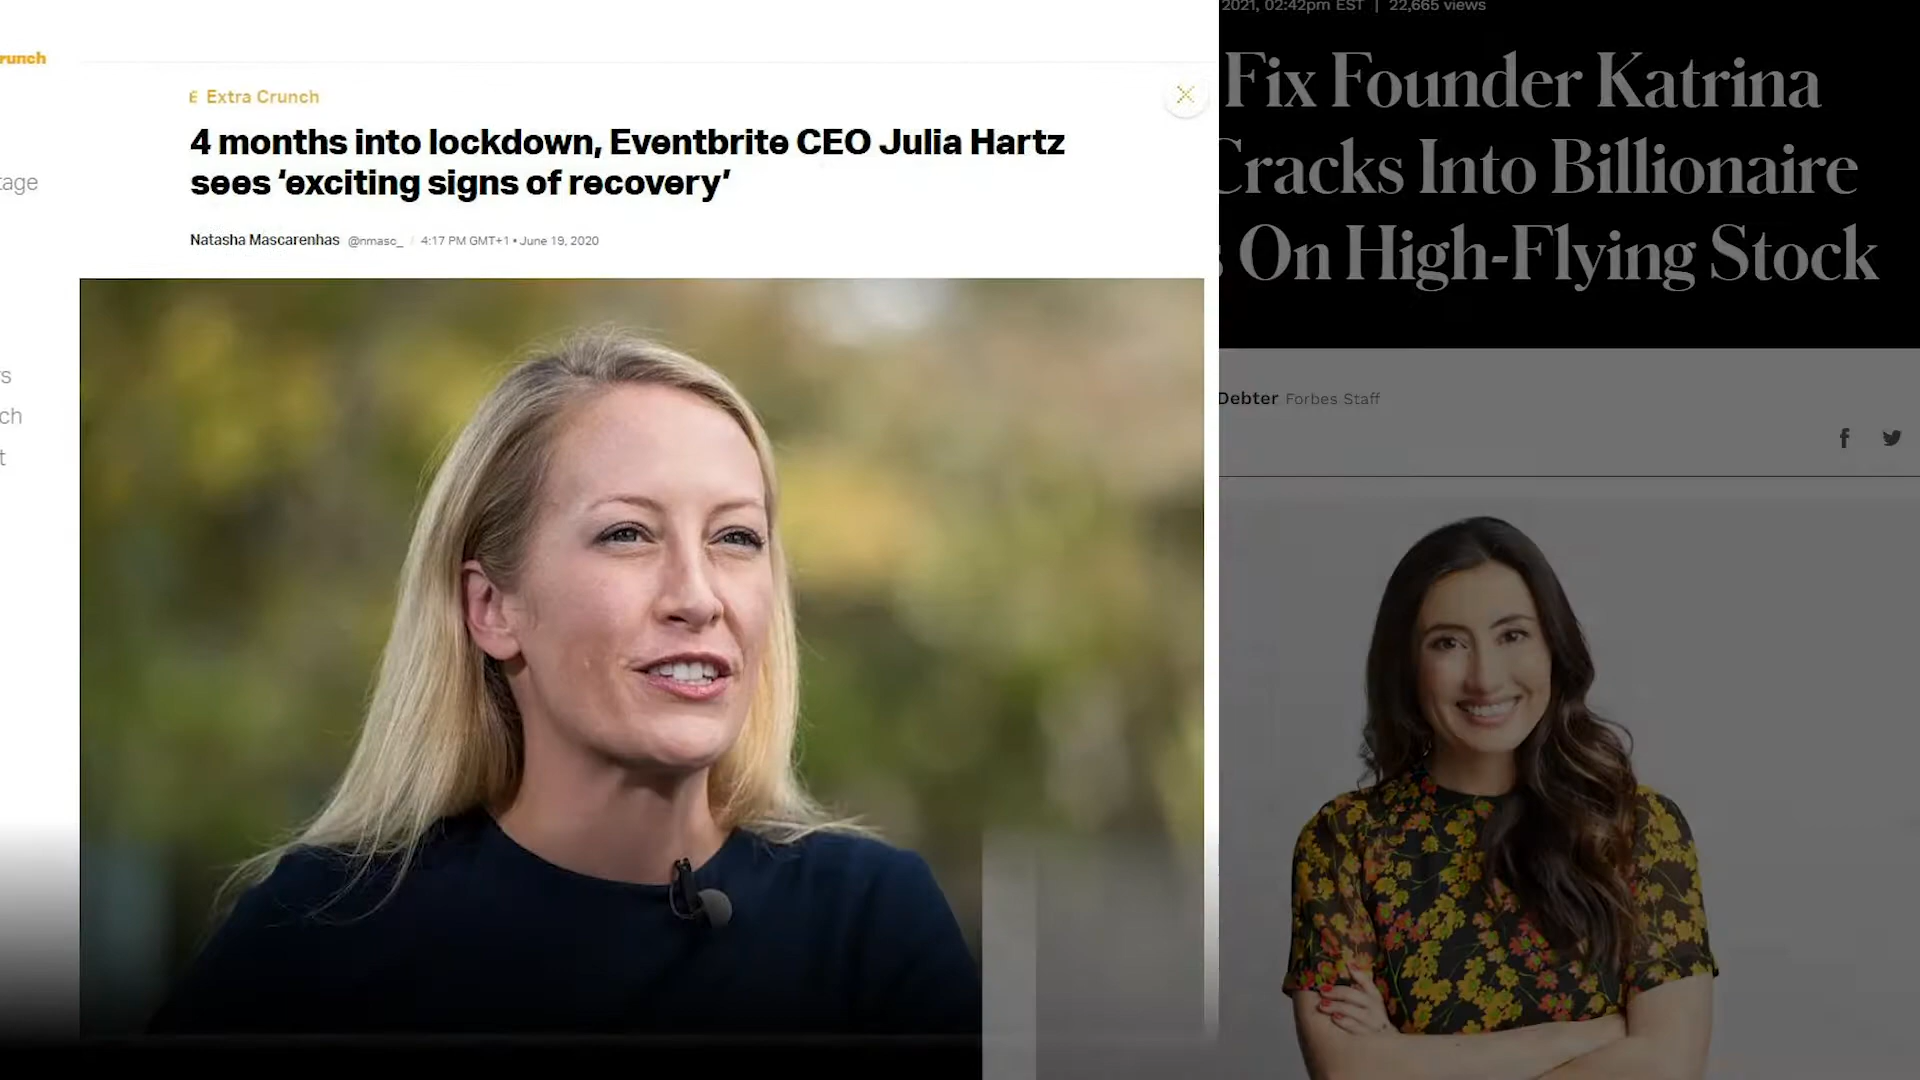 runch
Extra Crunch
4 months into lockdown, Eventbrite CEO Julia Hartz
sees ‘exciting signs of recovery’
Natasha Mascarenhas @nmasc_ / 4:17 PM GMT+1 • June 19, 2020
tage
rs
ch
t
2021, 02:42pm EST | 22,665 views
Fix Founder Katrina
Cracks Into Billionaire
s On High-Flying Stock
Debter Forbes Staff